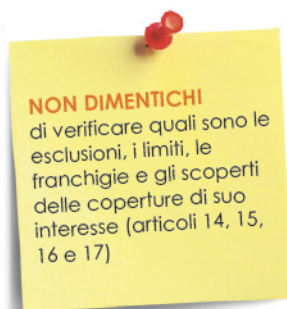 NON DIMENTICHI
di verificare quali sono le
esclusioni, i limiti, le
franchigie e gli scoperti
delle coperture di suo
interesse (articoli 14, 15,
16 e 17)